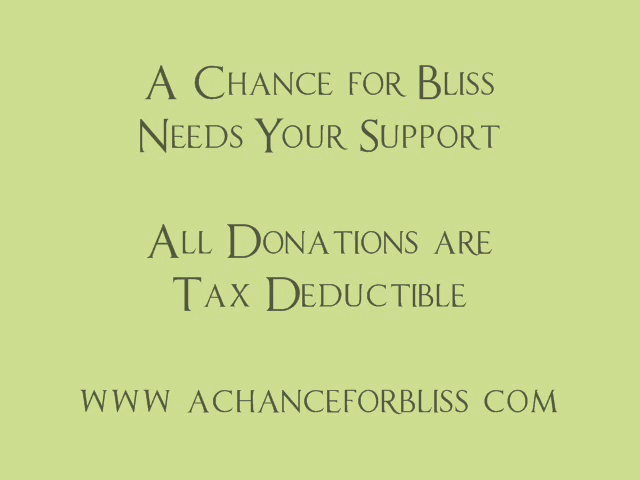 A Chance for Bliss
Needs Your Support
All Donations are
Tax Deductible
www achanceforbliss com